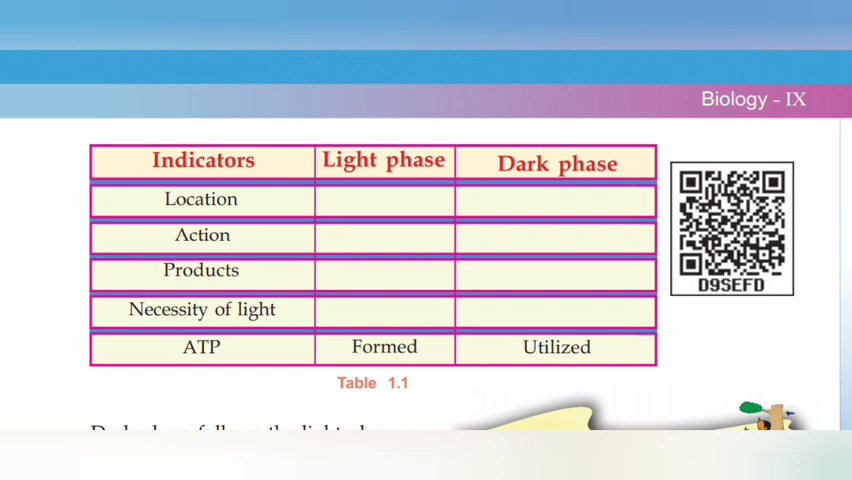 Biology - IX
Indicators Light phase Dark phase
Location
Action
Products
Necessity of light
ATP Formed Utilized
D9SEFD
Table 1.1